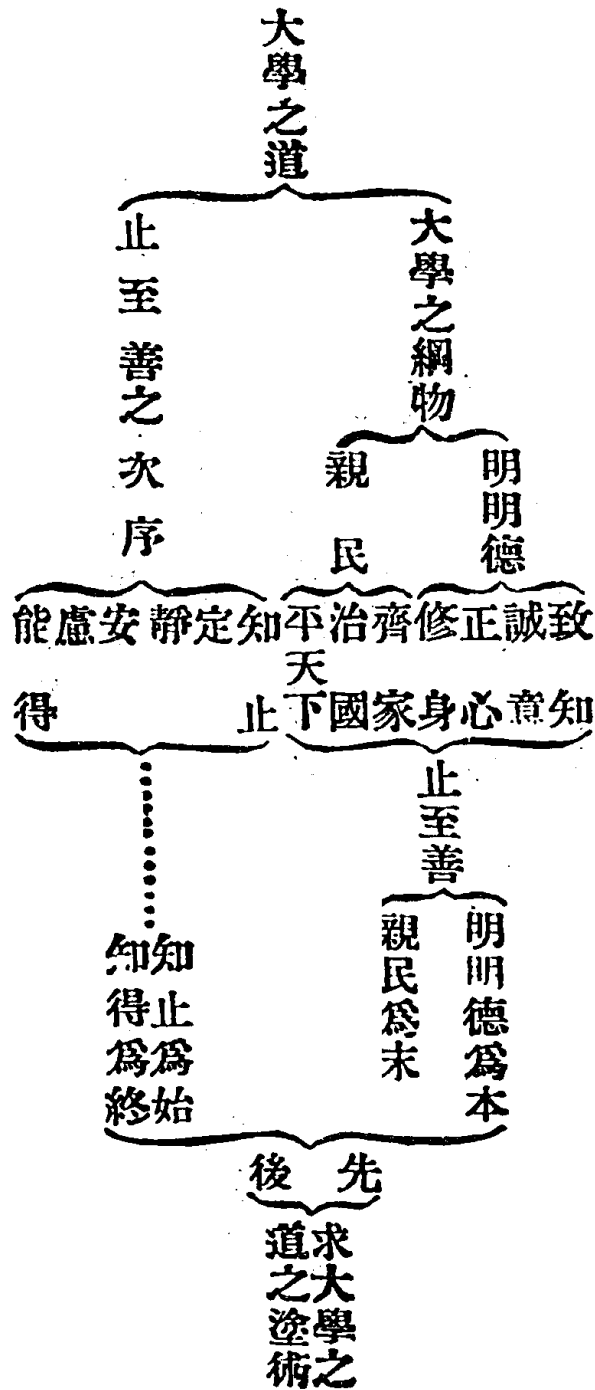 大學之道
大學之綱物
止至善之次序
明明德
親民
致知
誠意
正心
修身
齊家
治國
平天下
知止
定
靜
安
慮
能得
止至善
明明德為本
親民為末
知止為始
知得為終
先
後
求大學之
道之塗術